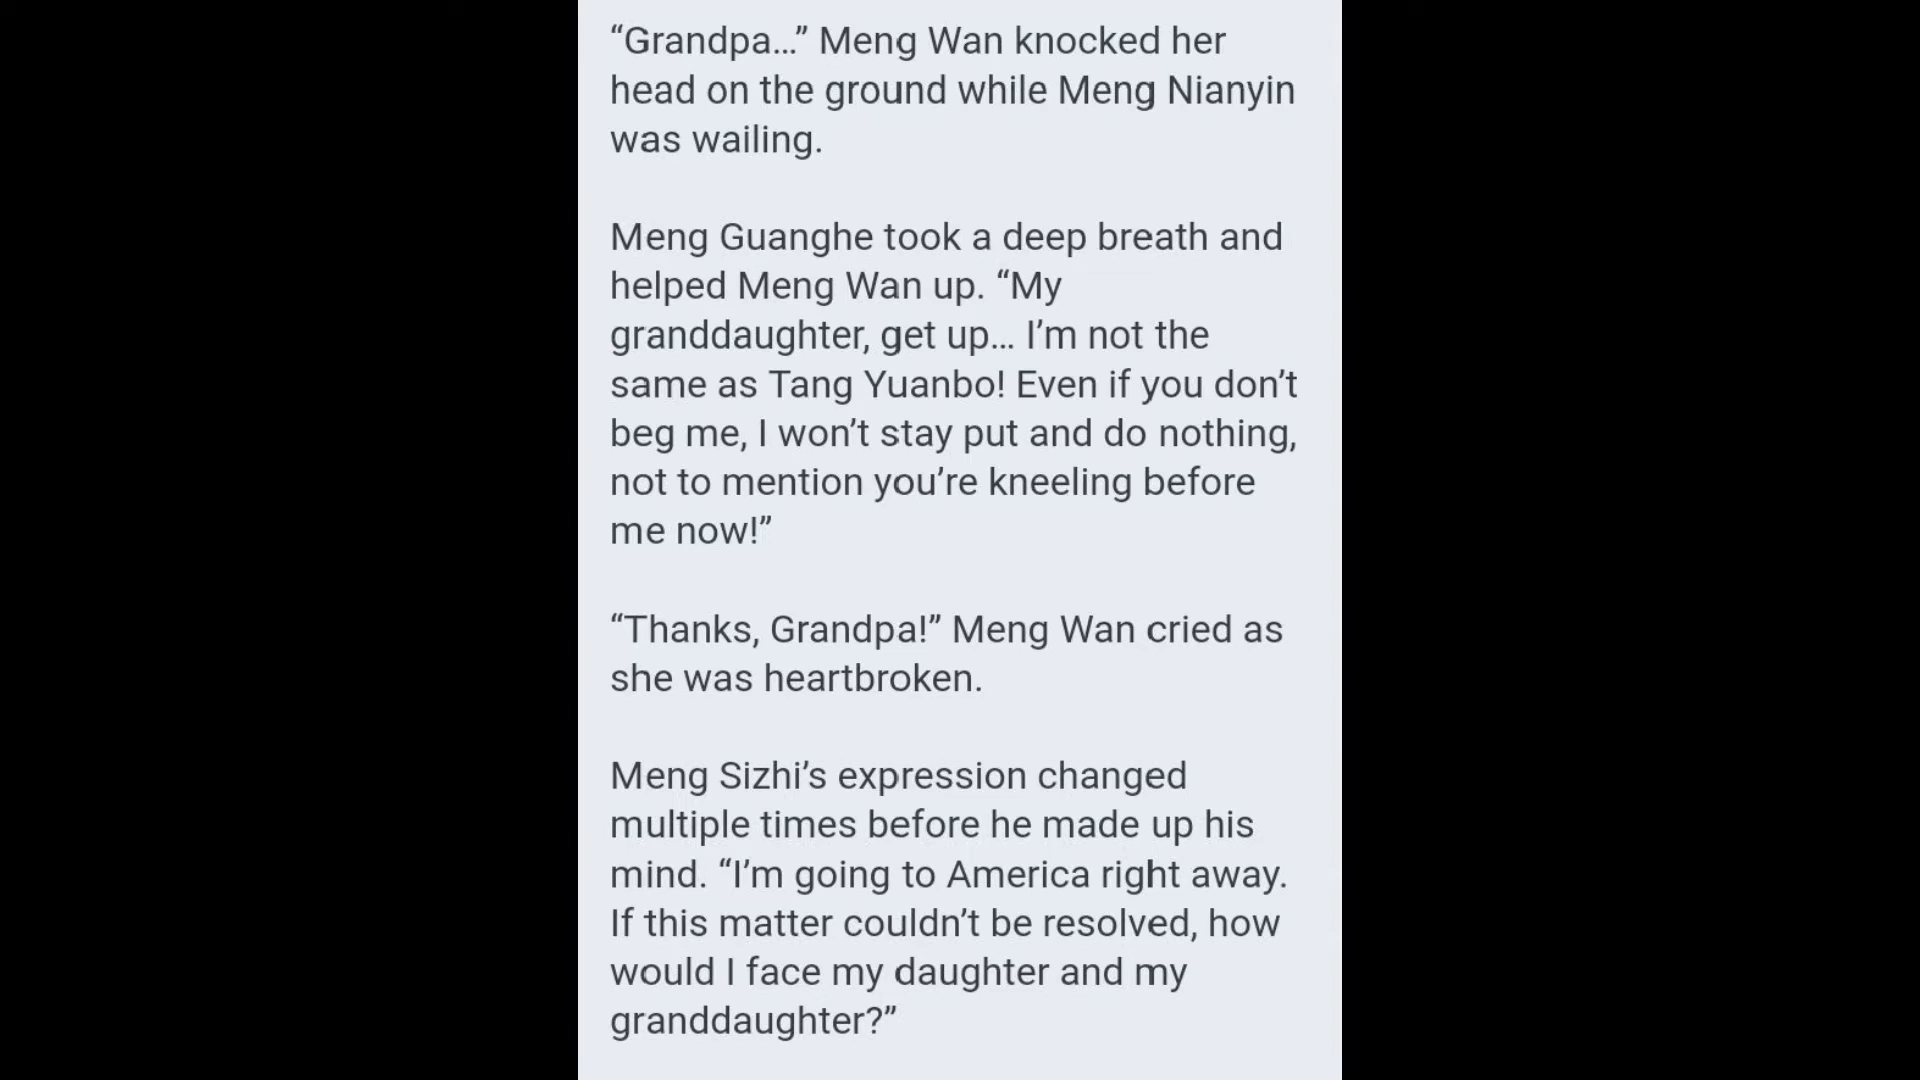 “Grandpa…” Meng Wan knocked her
head on the ground while Meng Nianyin
was wailing.
Meng Guanghe took a deep breath and
helped Meng Wan up. “My
granddaughter, get up… I’m not the
same as Tang Yuanbo! Even if you don’t
beg me, I won’t stay put and do nothing,
not to mention you’re kneeling before
me now!”
“Thanks, Grandpa!” Meng Wan cried as
she was heartbroken.
Meng Sizhi’s expression changed
multiple times before he made up his
mind. “I’m going to America right away.
If this matter couldn’t be resolved, how
would I face my daughter and my
granddaughter?”